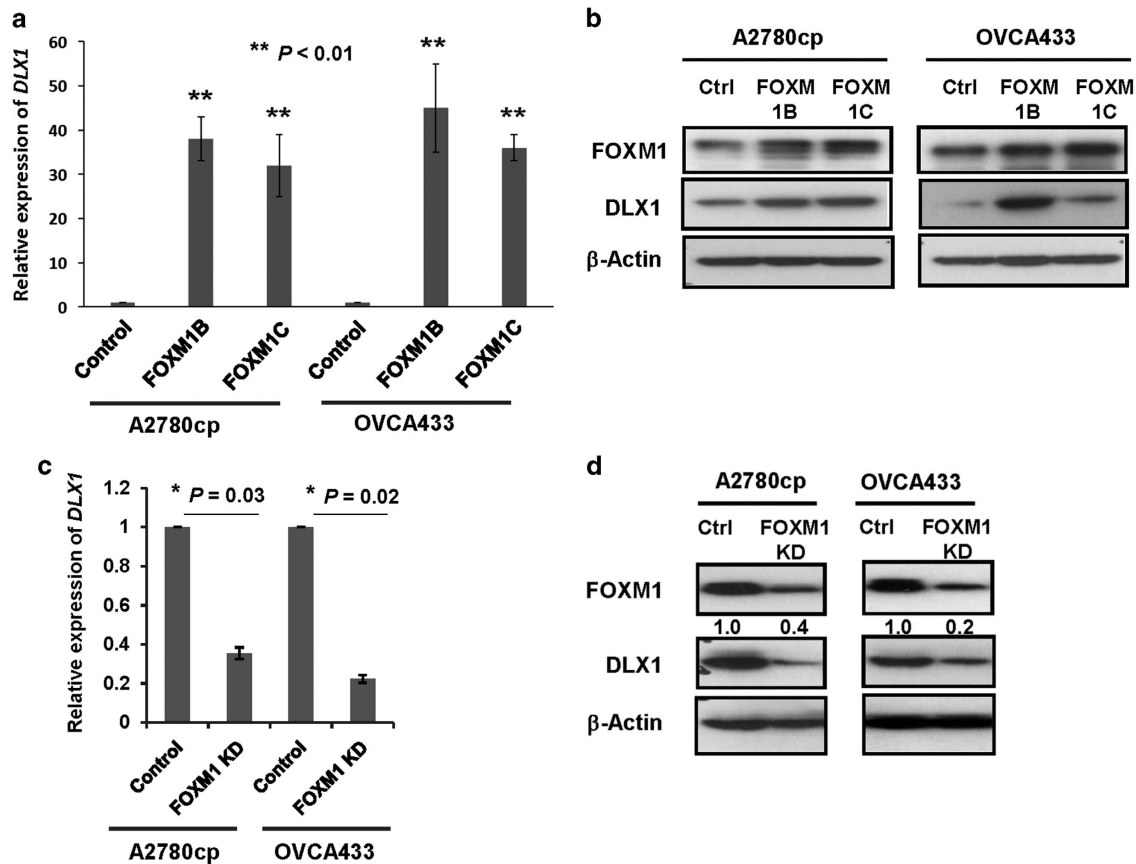 a
Relative expression of DLX1
60
50
40
30
20
10
0
** P < 0.01
**
**
**
**
Control
FOXM1B
FOXM1C
Control
FOXM1B
FOXM1C
A2780cp
OVCA433
b
A2780cp
OVCA433
Ctrl FOXM 1B FOXM 1C
Ctrl FOXM 1B FOXM 1C
FOXM1
DLX1
β-Actin
c
Relative expression of DLX1
1.2
1
0.8
0.6
0.4
0.2
0
* P = 0.03
* P = 0.02
Control
FOXM1 KD
Control
FOXM1 KD
A2780cp
OVCA433
d
A2780cp
OVCA433
Ctrl FOXM1 KD
Ctrl FOXM1 KD
FOXM1
1.0 0.4 1.0 0.2
DLX1
β-Actin